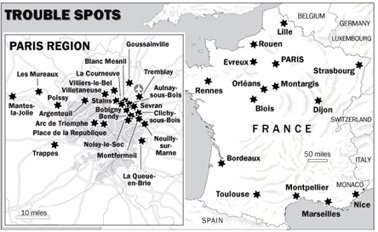 TROUBLE SPOTS
PARIS REGION
Goussainville
Blanc Mesnil
La Courneuve
Tremblay
Les Mureaux
Villiers-le-Bel
Villetaneuse
Aulnay-
sous-Bois
Poissy
Stains
Mantes-
la-Jolie
Argenteuil
Bobigny
Sevran
Bondy
Clichy-
sous-Bois
Arc de Triomphe
Place de la Republique
Noisy-le-Sec
Neuilly-
sur-
Marne
Trappes
Montfermeil
La Queue-
en-Brie
10 miles
BELGIUM
GERMANY
LUXEMBOURG
Lille
Rouen
Evreux
PARIS
Strasbourg
Rennes
Orléans
Montargis
Blois
Dijon
SWITZERLAND
FRANCE
50 miles
ITALY
Bordeaux
MONACO
Toulouse
Montpellier
Nice
Marseilles
SPAIN